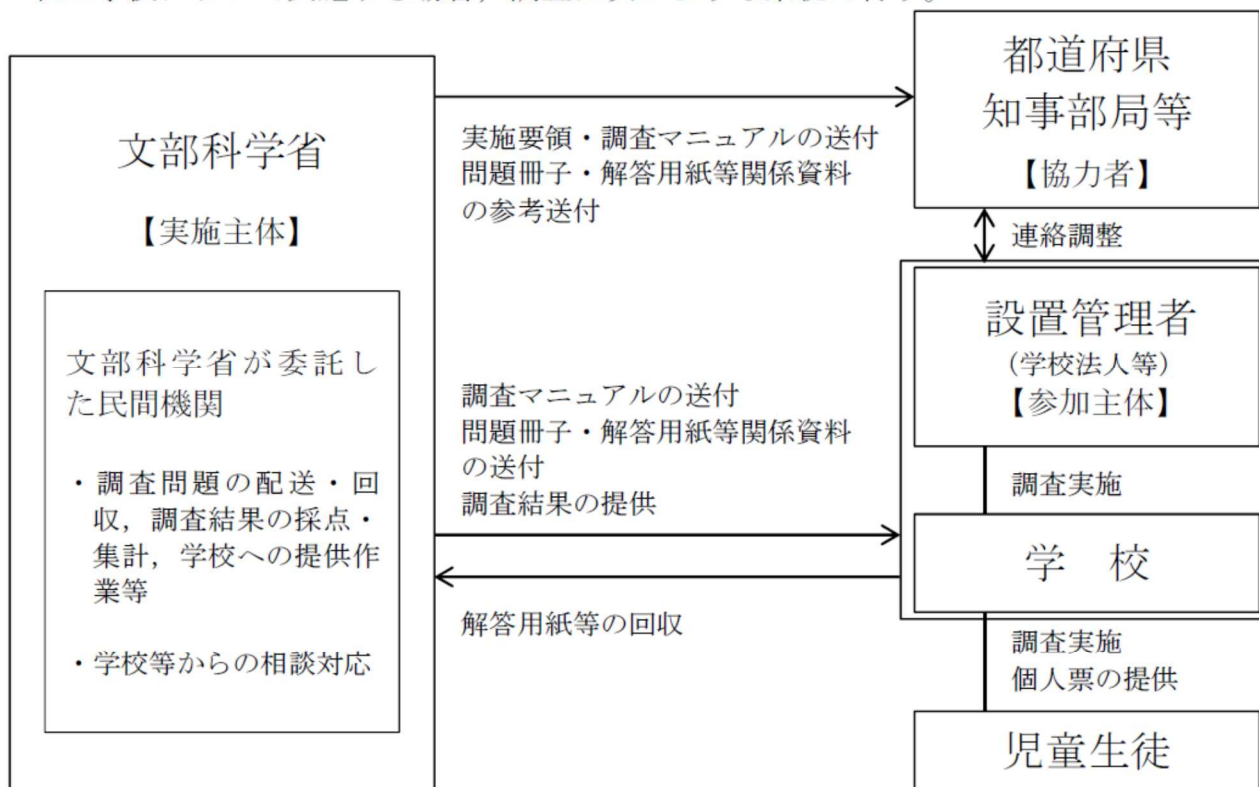 文部科学省
【実施主体】
文部科学省が委託し
た民間機関
・調査問題の配送・回
収，調査結果の採点・
集計，学校への提供作
業等
・学校等からの相談対応
実施要領・調査マニュアルの送付
問題冊子・解答用紙等関係資料
の参考送付
調査マニュアルの送付
問題冊子・解答用紙等関係資料
の送付
調査結果の提供
解答用紙等の回収
都道府県
知事部局等
【協力者】
連絡調整
設置管理者
（学校法人等）
【参加主体】
調査実施
学　校
調査実施
個人票の提供
児童生徒